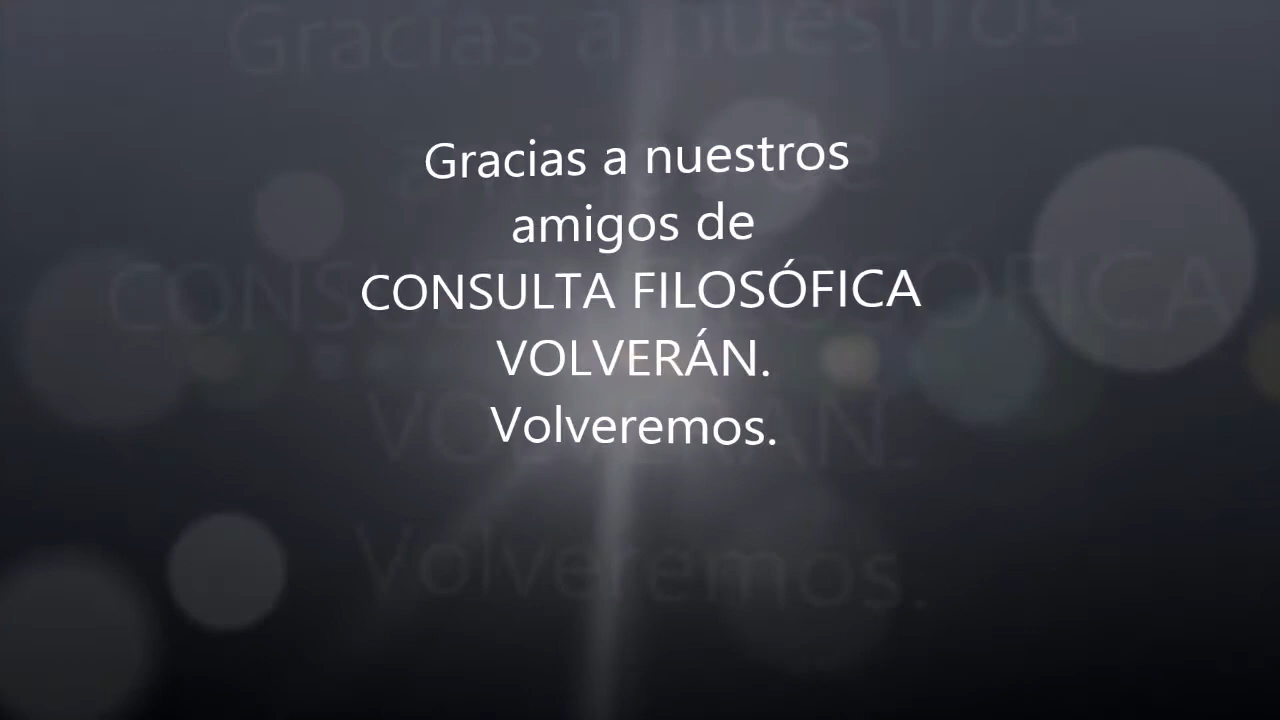 Gracias a nuestros
amigos de
CONSULTA FILOSÓFICA
VOLVERÁN.
Volveremos.